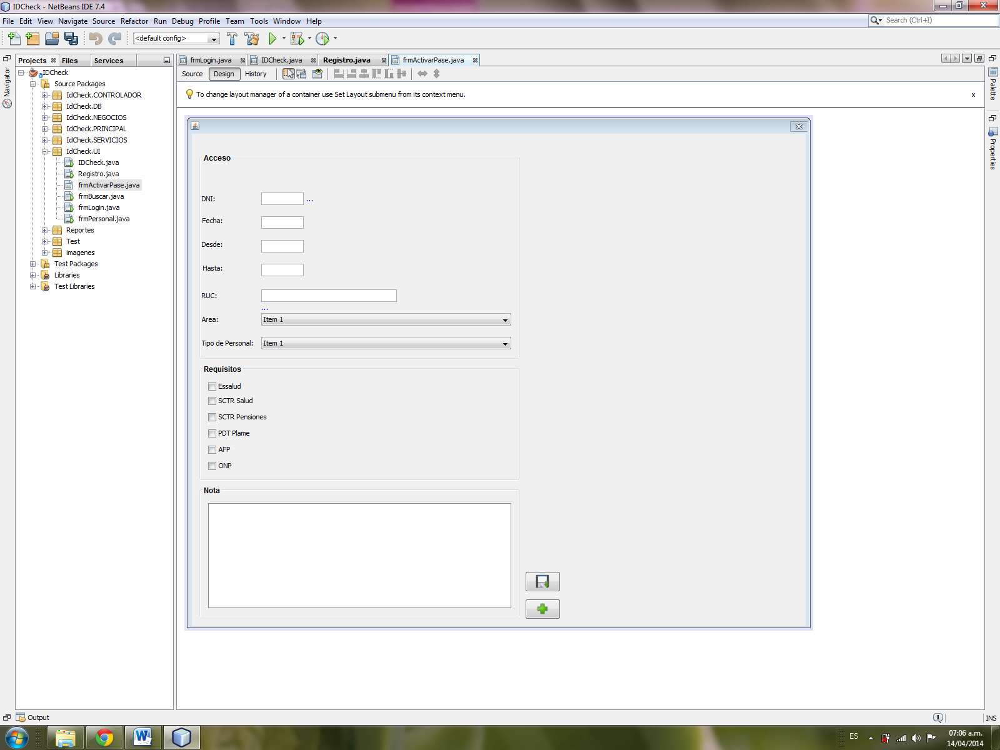 IDCheck - NetBeans IDE 7.4
File Edit View Navigate Source Refactor Run Debug Profile Team Tools Window Help
Search (Ctrl+I)
<default config>
Projects Files Services
frmLogin.java IDCheck.java Registro.java frmActivarPase.java
Source Design History
To change layout manager of a container use Set Layout submenu from its context menu.
x
Navigator
Palette
Properties
IDCheck
Source Packages
IdCheck.CONTROLADOR
IdCheck.DB
IdCheck.NEGOCIOS
IdCheck.PRINCIPAL
IdCheck.SERVICIOS
IdCheck.UI
IDCheck.java
Registro.java
frmActivarPase.java
frmBuscar.java
frmLogin.java
frmPersonal.java
Reportes
Test
imagenes
Test Packages
Libraries
Test Libraries
Acceso
DNI: ...
Fecha:
Desde:
Hasta:
RUC:
...
Area: Item 1
Tipo de Personal: Item 1
Requisitos
Essalud
SCTR Salud
SCTR Pensiones
PDT Plame
AFP
ONP
Nota
Output
1
INS
ES
07:06 a.m.
14/04/2014